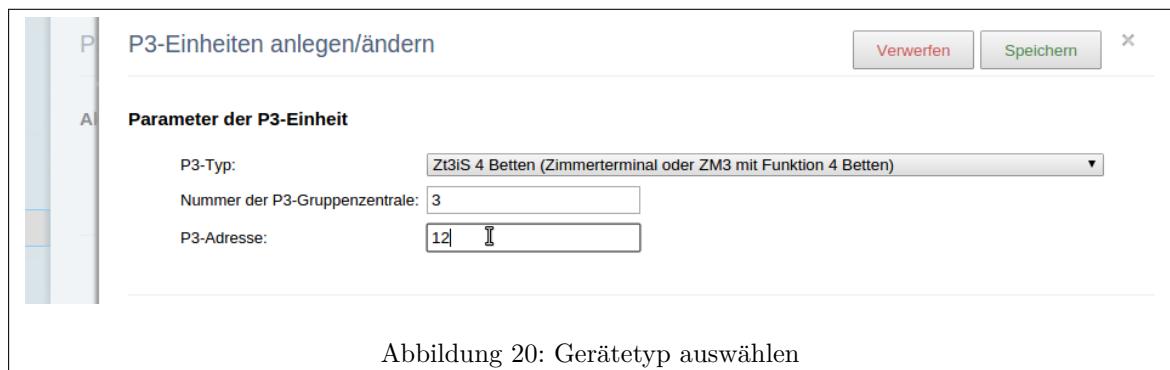 P
P3-Einheiten anlegen/ändern
Verwerfen
Speichern
×
Al
Parameter der P3-Einheit
P3-Typ:
Zt3iS 4 Betten (Zimmerterminal oder ZM3 mit Funktion 4 Betten)
Nummer der P3-Gruppenzentrale: 3
P3-Adresse: 12
Abbildung 20: Gerätetyp auswählen